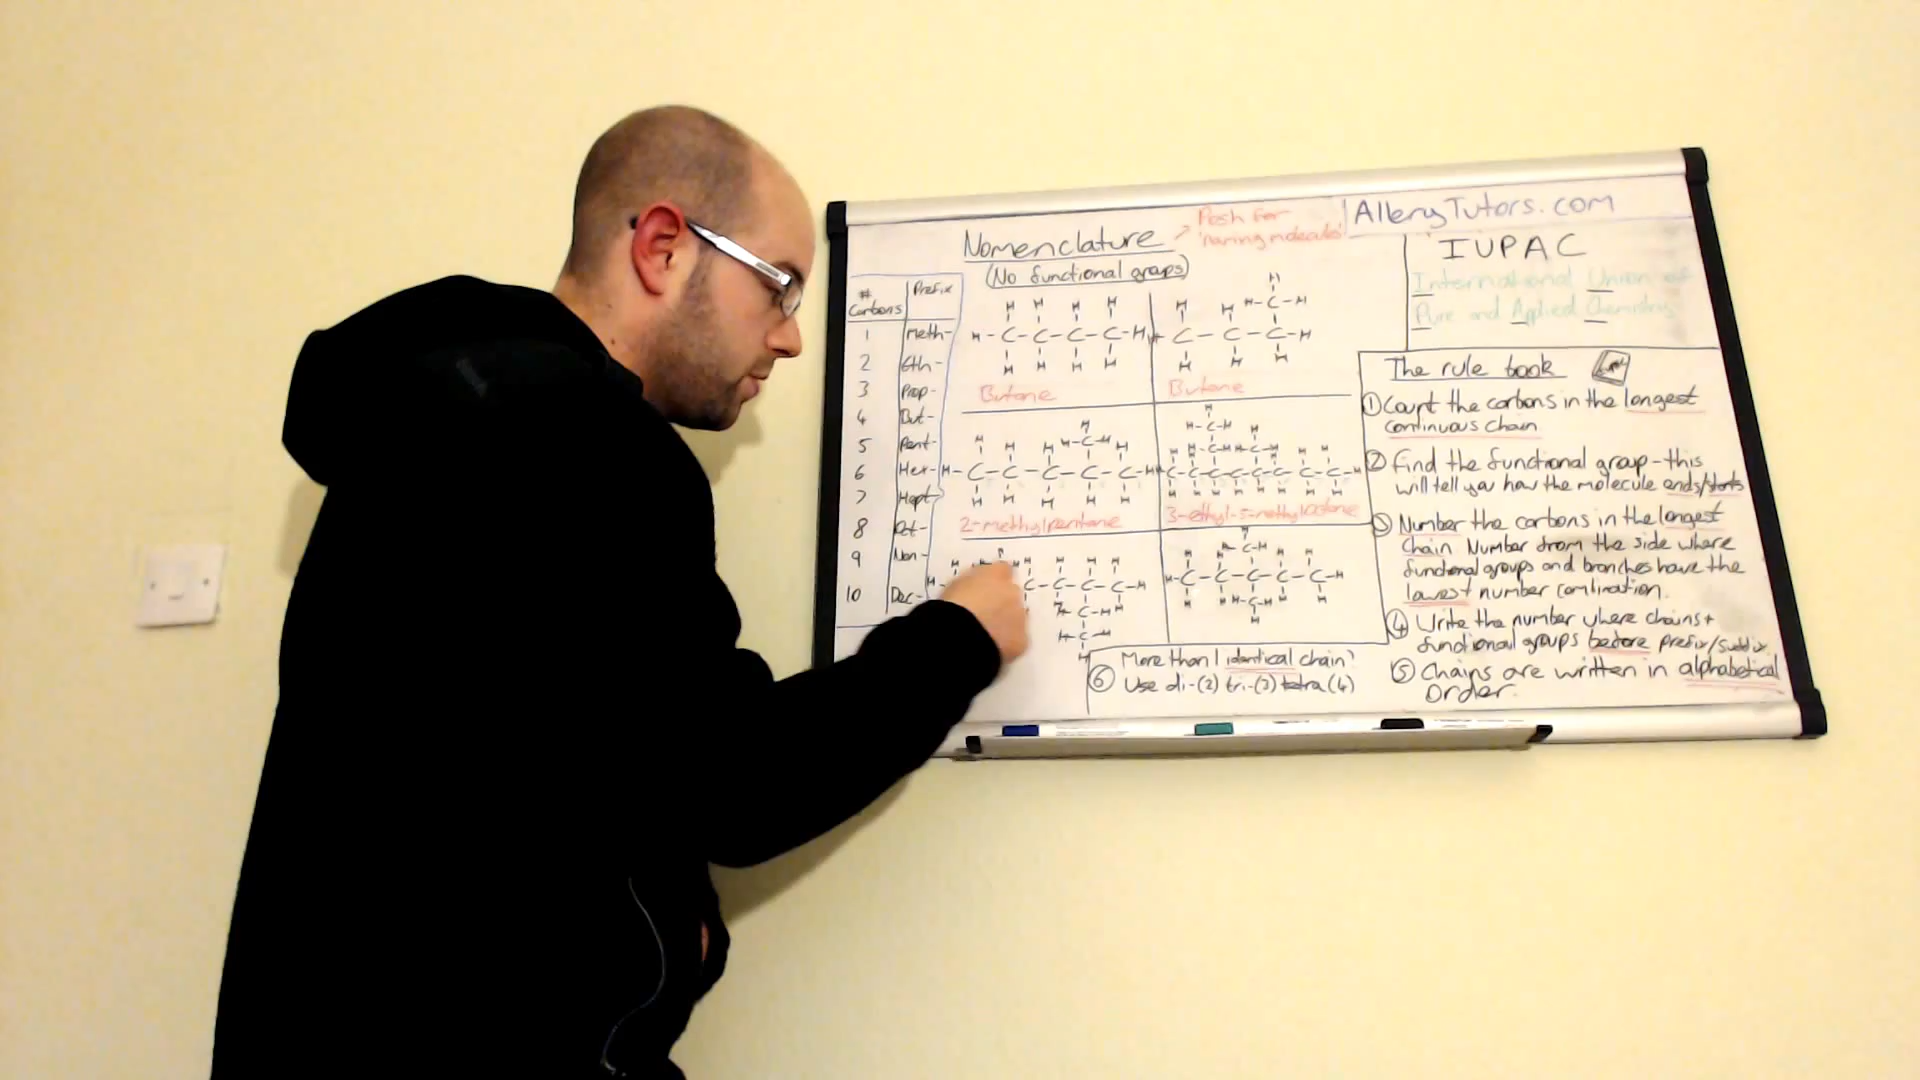 AlleryTutors.com
Nomenclature
Posh for
'naming molecules'
(No functional groups)
IUPAC
International Union of
Pure and Applied Chemistry
# Carbons Prefix
1 Meth-
2 Eth-
3 Prop-
4 But-
5 Pent-
6 Hex-
7 Hept-
8 Oct-
9 Non-
10 Dec-
Butane
Butane
2-methylpentane
3-ethyl-5-methyloctane
The rule book
① Count the carbons in the longest
continuous chain
② Find the functional group - this
will tell you how the molecule ends/starts
③ Number the carbons in the longest
chain Number from the side where
functional groups and branches have the
lowest number combination.
④ Write the number where chains +
functional groups before prefix/suffix
⑤ Chains are written in alphabetical
order.
More than 1 identical chain?
⑥ Use di-(2) tri-(3) tetra(4)